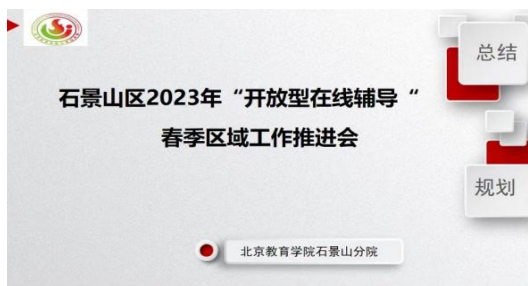 总结
石景山区2023年“开放型在线辅导“
春季区域工作推进会
规划
北京教育学院石景山分院